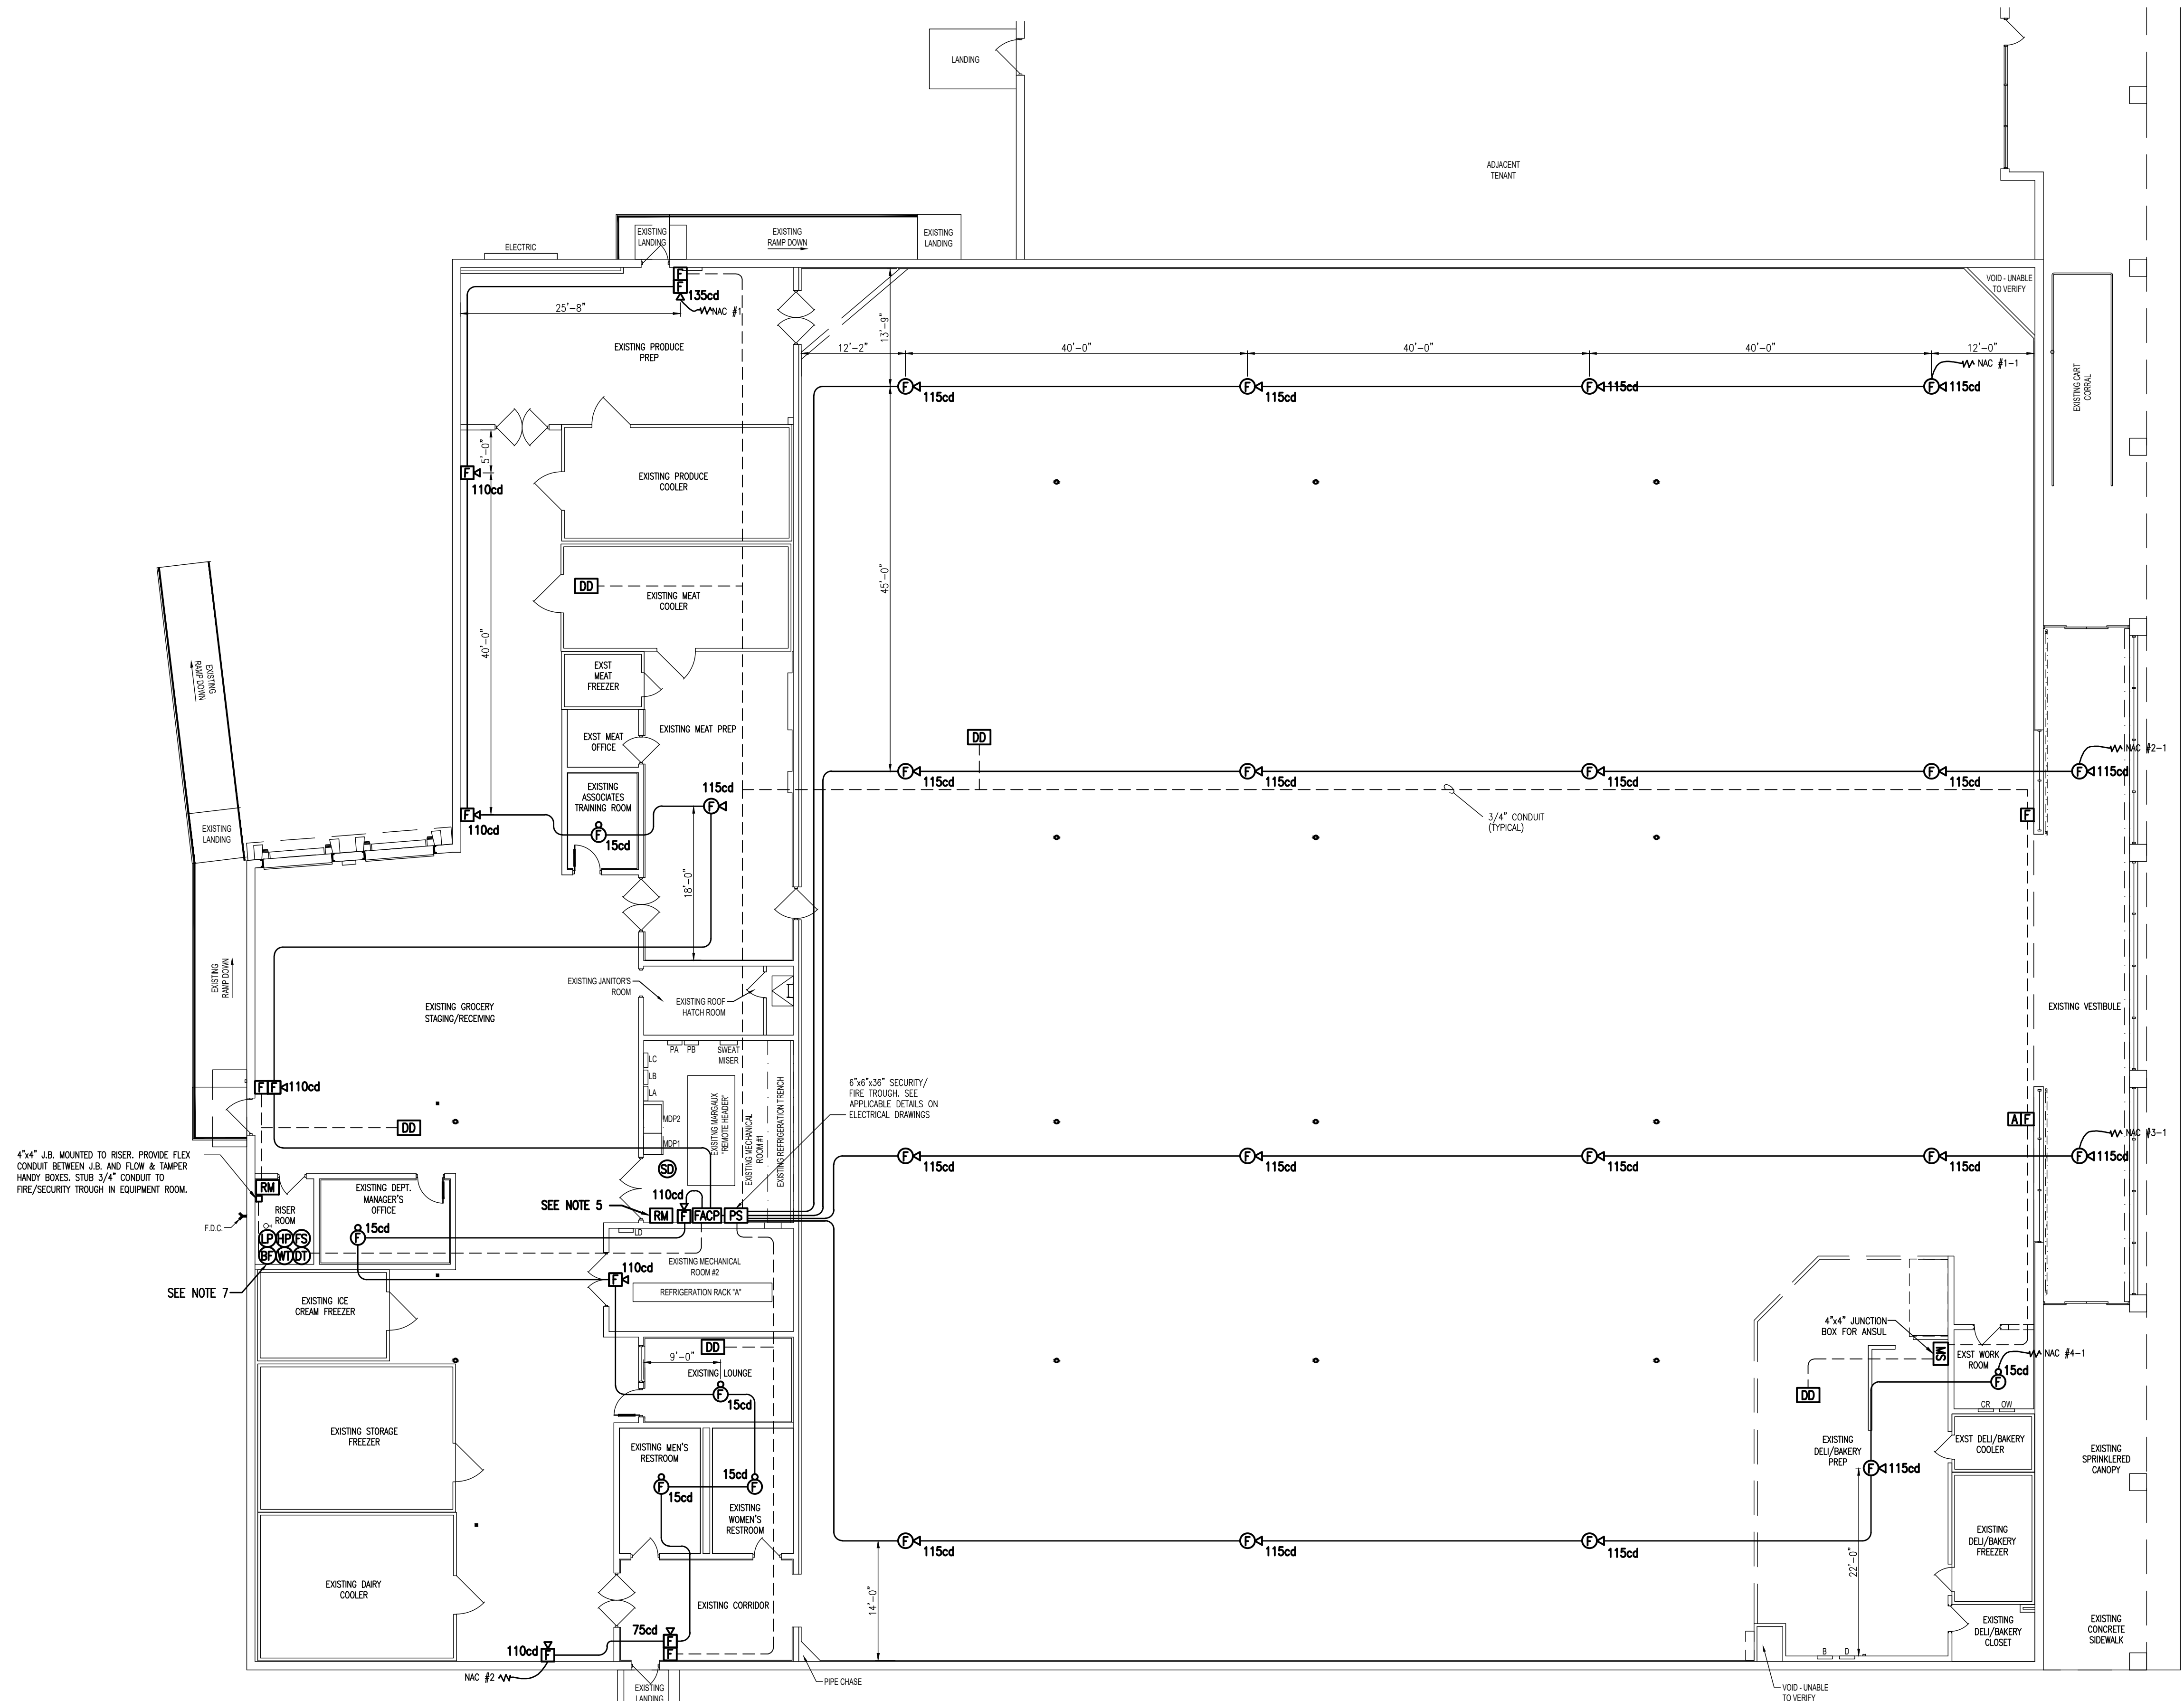 LANDING
ADJACENT
TENANT
ELECTRIC
EXISTING
LANDING
EXISTING
RAMP DOWN
EXISTING
LANDING
F
F
135cd
NAC #1
25'-8"
EXISTING PRODUCE
PREP
13'-9"
12'-2"
40'-0"
40'-0"
40'-0"
12'-0"
NAC #1-1
VOID - UNABLE
TO VERIFY
EXISTING CART
CORRAL
F
115cd
F
115cd
F
115cd
F
115cd
5'-0"
F
110cd
EXISTING PRODUCE
COOLER
DD
EXISTING MEAT
COOLER
45'-0"
40'-0"
EXISTING
RAMP DOWN
EXST
MEAT
FREEZER
EXST MEAT
OFFICE
EXISTING MEAT PREP
DD
NAC #2-1
F
115cd
F
115cd
F
115cd
F
115cd
F
115cd
EXISTING
ASSOCIATES
TRAINING ROOM
115cd
F
F
110cd
F
15cd
3/4" CONDUIT
(TYPICAL)
F
EXISTING
LANDING
18'-0"
EXISTING
RAMP DOWN
EXISTING JANITOR'S
ROOM
EXISTING ROOF
HATCH ROOM
EXISTING GROCERY
STAGING/RECEIVING
EXISTING VESTIBULE
PA
PB
SWEAT
MISER
LC
LB
LA
MDP2
MDP1
EXISITNG MARGAUX
"REMOTE HEADER"
EXISTING MECHANICAL
ROOM #1
EXISTING REFRIGERATION TRENCH
6"x6"x36" SECURITY/
FIRE TROUGH. SEE
APPLICABLE DETAILS ON
ELECTRICAL DRAWINGS
F
F
110cd
DD
A
F
NAC #3-1
SD
F
115cd
F
115cd
F
115cd
F
115cd
F
115cd
4"x4" J.B. MOUNTED TO RISER. PROVIDE FLEX
CONDUIT BETWEEN J.B. AND FLOW & TAMPER
HANDY BOXES. STUB 3/4" CONDUIT TO
FIRE/SECURITY TROUGH IN EQUIPMENT ROOM.
RM
RISER
ROOM
F.D.C.
EXISTING DEPT.
MANAGER'S
OFFICE
15cd
F
LP
HP
FS
BF
WT
DT
SEE NOTE 7
SEE NOTE 5
RM
110cd
F
FACP
PS
LD
110cd
F
EXISTING MECHANICAL
ROOM #2
REFRIGERATION RACK "A"
EXISTING ICE
CREAM FREEZER
DD
9'-0"
EXISTING LOUNGE
F
15cd
4"x4" JUNCTION
BOX FOR ANSUL
MS
EXST WORK
ROOM
NAC #4-1
15cd
F
DD
CR
OW
EXISTING STORAGE
FREEZER
EXISTING MEN'S
RESTROOM
F
15cd
15cd
F
EXISTING
WOMEN'S
RESTROOM
EXISTING
DELI/BAKERY
PREP
EXST DELI/BAKERY
COOLER
EXISTING
SPRINKLERED
CANOPY
F
115cd
F
115cd
F
115cd
F
115cd
EXISTING
DELI/BAKERY
FREEZER
22'-0"
14'-0"
EXISTING DAIRY
COOLER
EXISTING CORRIDOR
75cd
F
F
110cd
F
NAC #2
EXISTING
LANDING
PIPE CHASE
B
D
EXISTING
DELI/BAKERY
CLOSET
EXISTING
CONCRETE
SIDEWALK
VOID - UNABLE
TO VERIFY